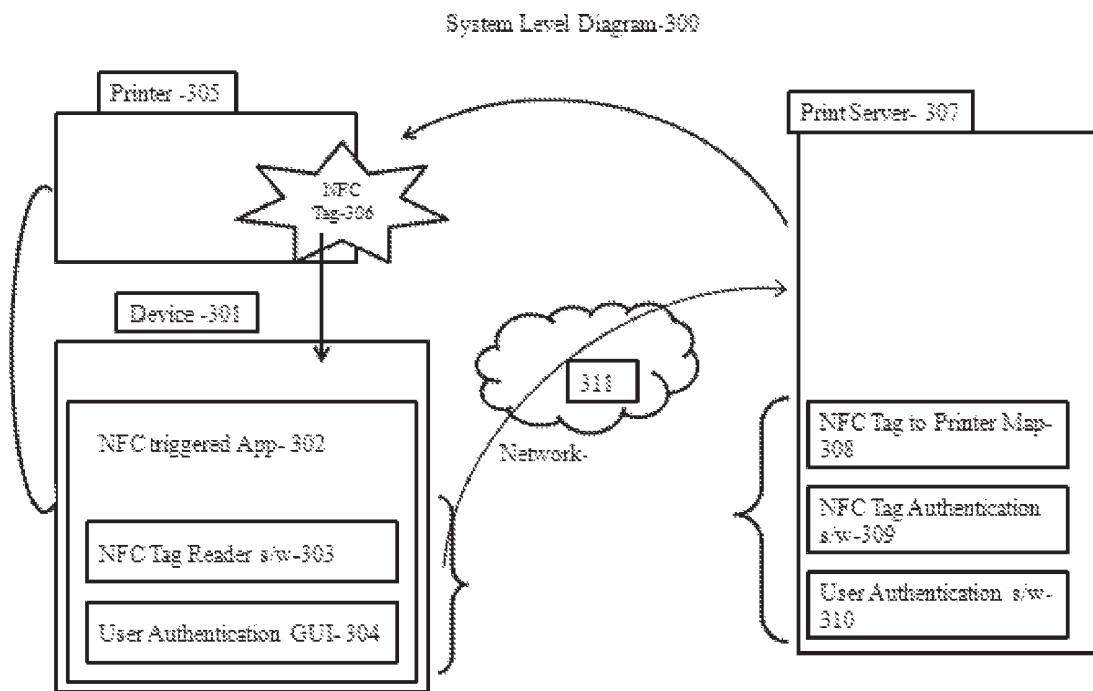 System Level Diagram-300
Printer -305
Print Server- 307
NFC
Tag-306
Device -301
311
NFC triggered App- 302
Network-
NFC Tag to Printer Map-
308
NFC Tag Authentication
s/w-309
NFC Tag Reader s/w-303
User Authentication s/w-
310
User Authentication GUI- 304